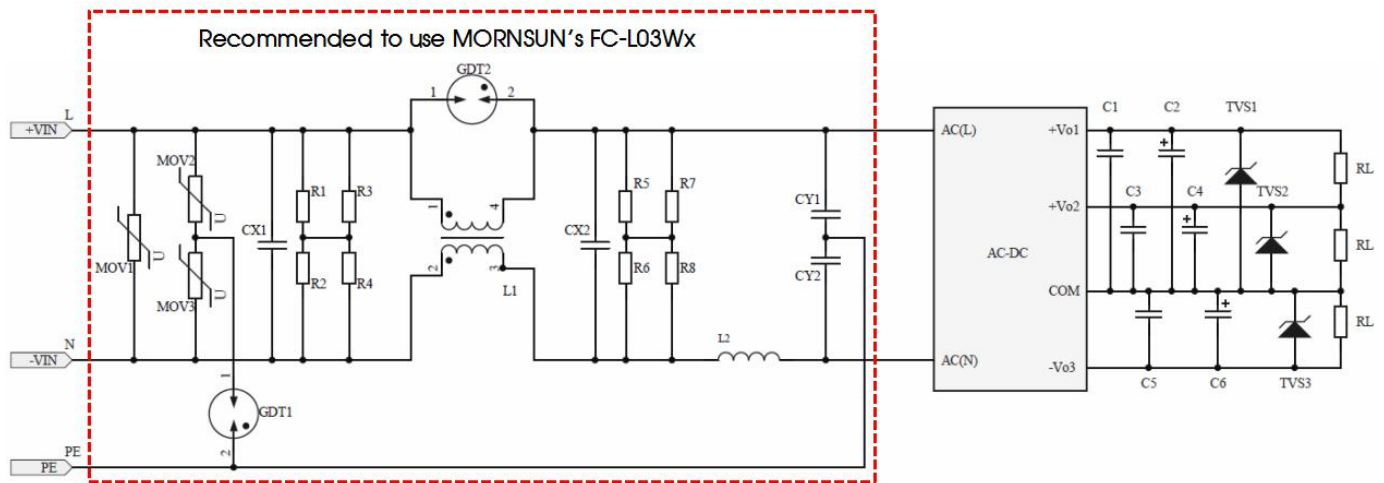 Recommended to use MORNSUN's FC-L03Wx
GDT2
1 2
L
+VIN
MOV2
U
MOV1
U
MOV3
U
CX1
R1
R3
R2
R4
1
4
2
3
L1
CX2
R5
R7
R6
R8
CY1
CY2
L2
N
-VIN
1
GDT1
2
PE
PE
AC(L)
AC(N)
AC-DC
+Vo1
+Vo2
COM
-Vo3
C1
C2
TVS1
+
RL
C3
C4
TVS2
+
RL
+
RL
C5
C6
TVS3